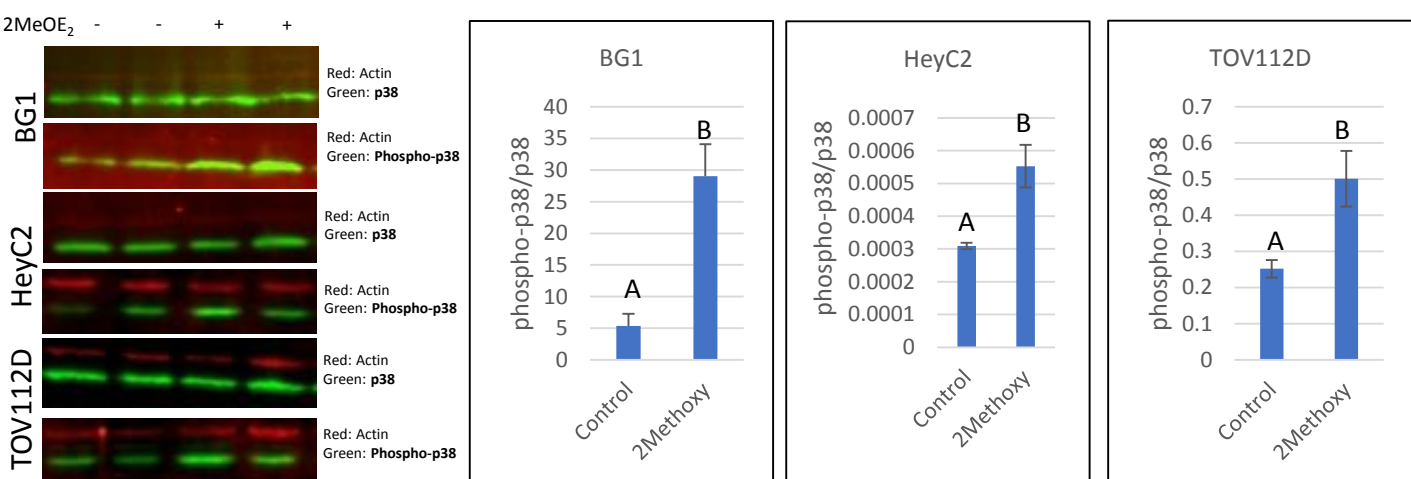 2MeOE2 - - + +
BG1
Red: Actin
Green: p38
Red: Actin
Green: Phospho-p38
HeyC2
Red: Actin
Green: p38
Red: Actin
Green: Phospho-p38
TOV112D
Red: Actin
Green: p38
Red: Actin
Green: Phospho-p38
BG1
phospho-p38/p38
40
35
30
25
20
15
10
5
0
A
B
Control
2Methoxy
HeyC2
phospho-p38/p38
0.0007
0.0006
0.0005
0.0004
0.0003
0.0002
0.0001
0
A
B
Control
2Methoxy
TOV112D
phospho-p38/p38
0.7
0.6
0.5
0.4
0.3
0.2
0.1
0
A
B
Control
2Methoxy